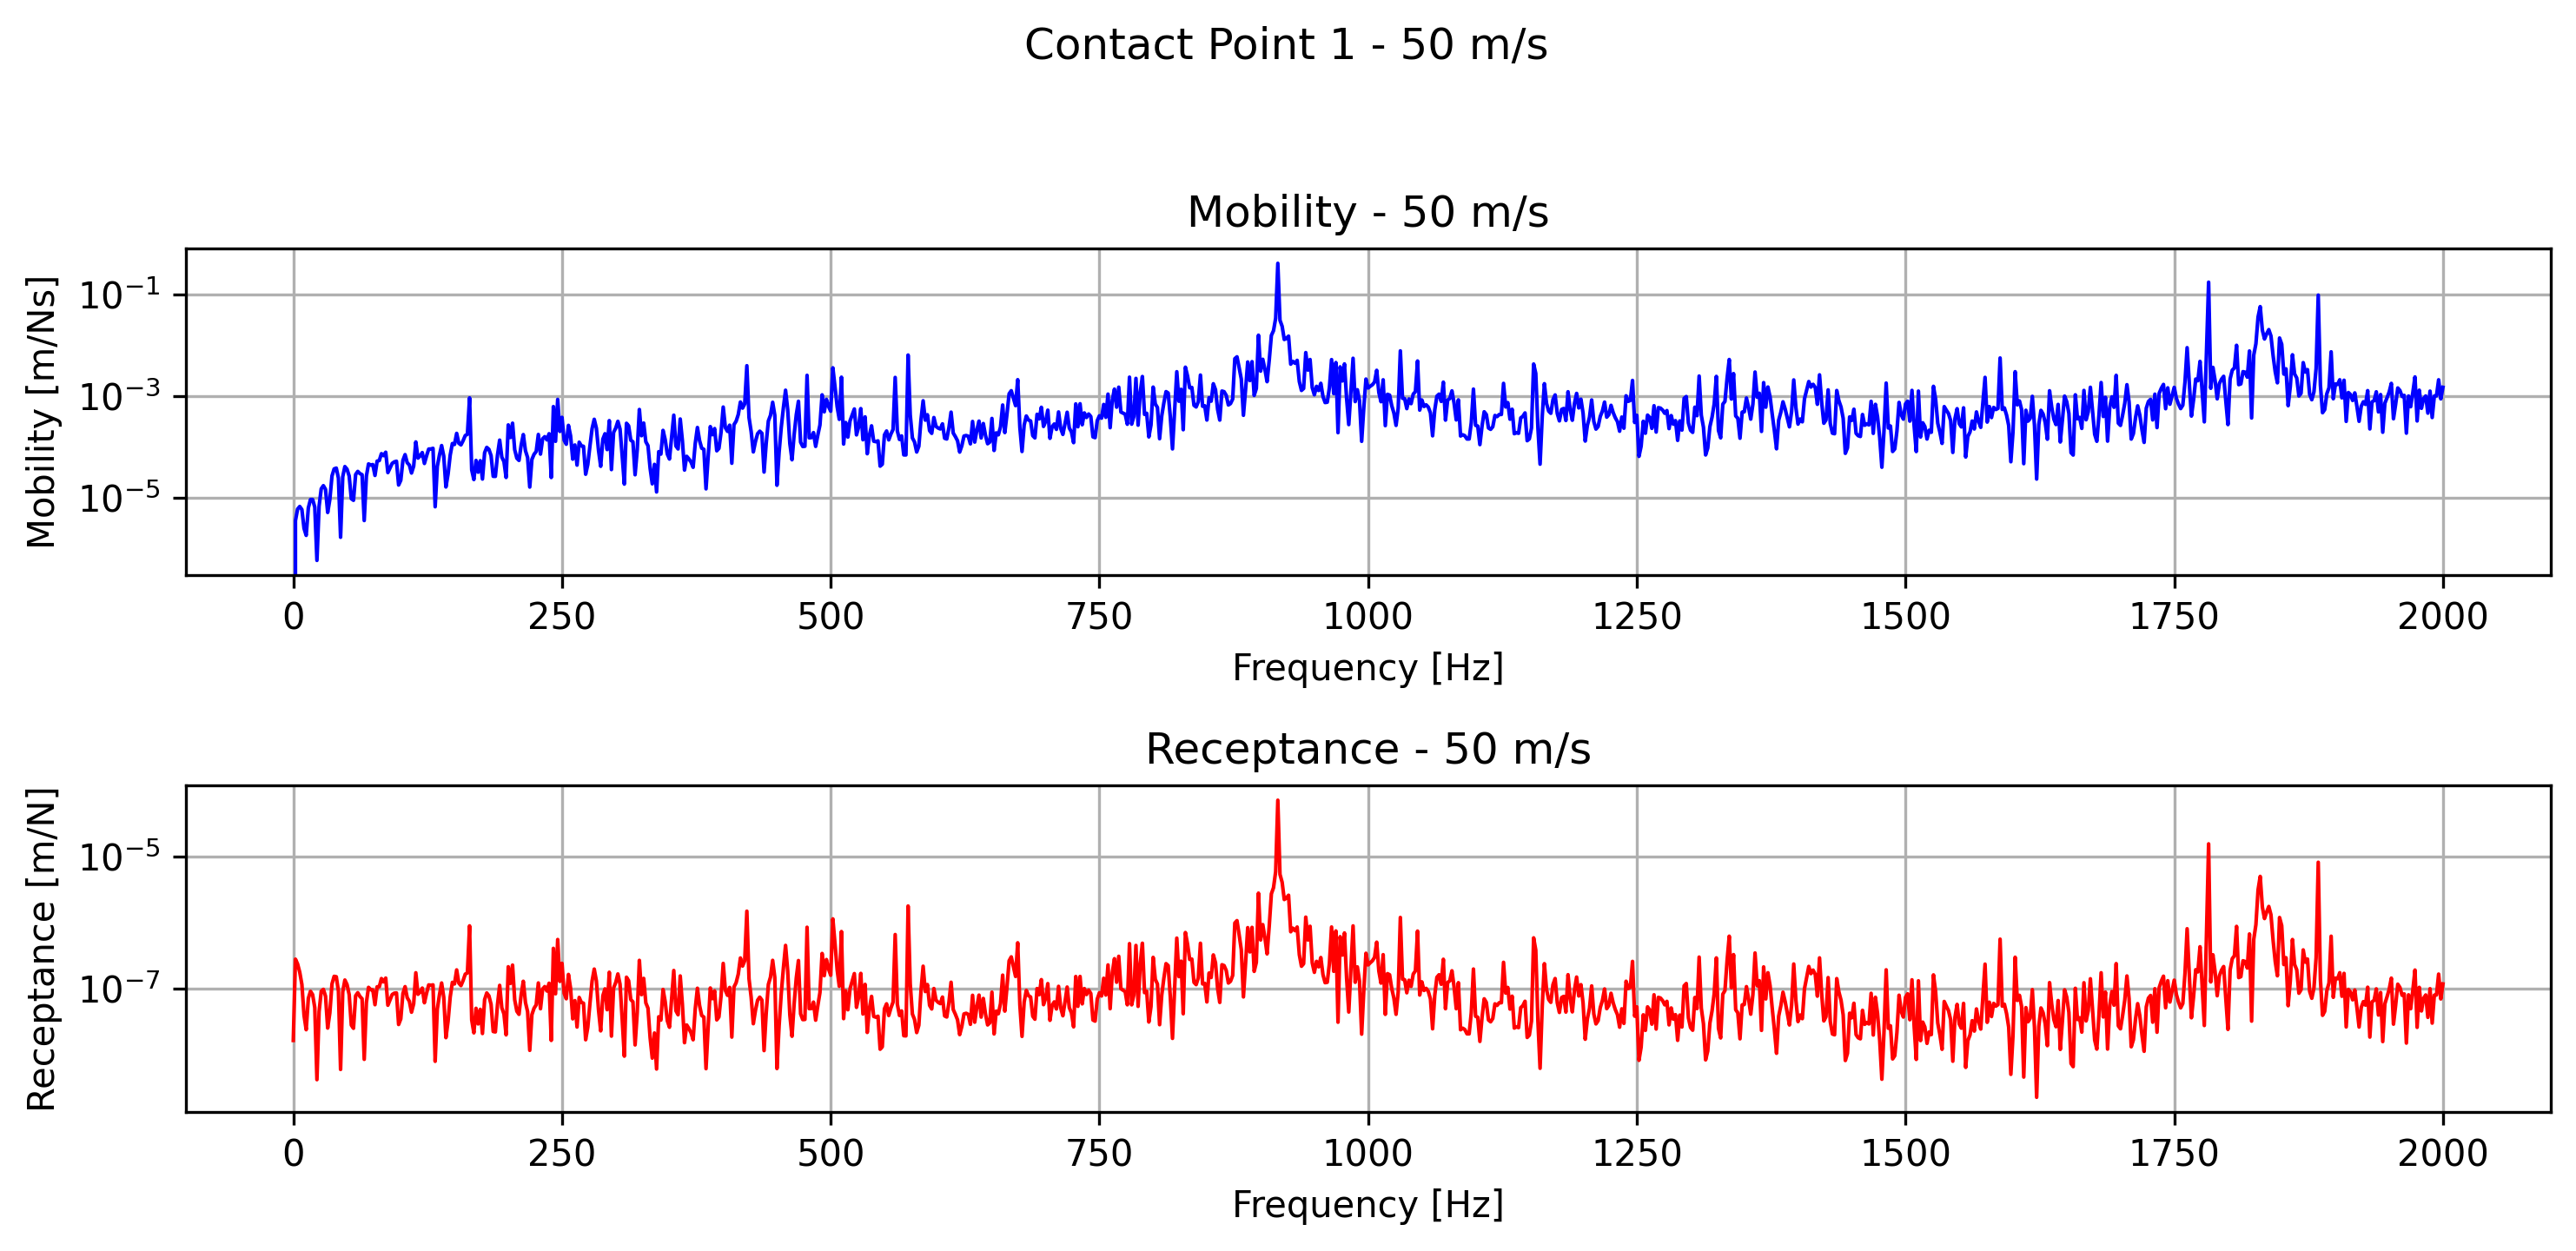 Contact Point 1 - 50 m/s
Mobility - 50 m/s
Mobility [m/Ns]
10⁻¹
10⁻³
10⁻⁵
0 250 500 750 1000 1250 1500 1750 2000
Frequency [Hz]
Receptance - 50 m/s
Receptance [m/N]
10⁻⁵
10⁻⁷
0 250 500 750 1000 1250 1500 1750 2000
Frequency [Hz]